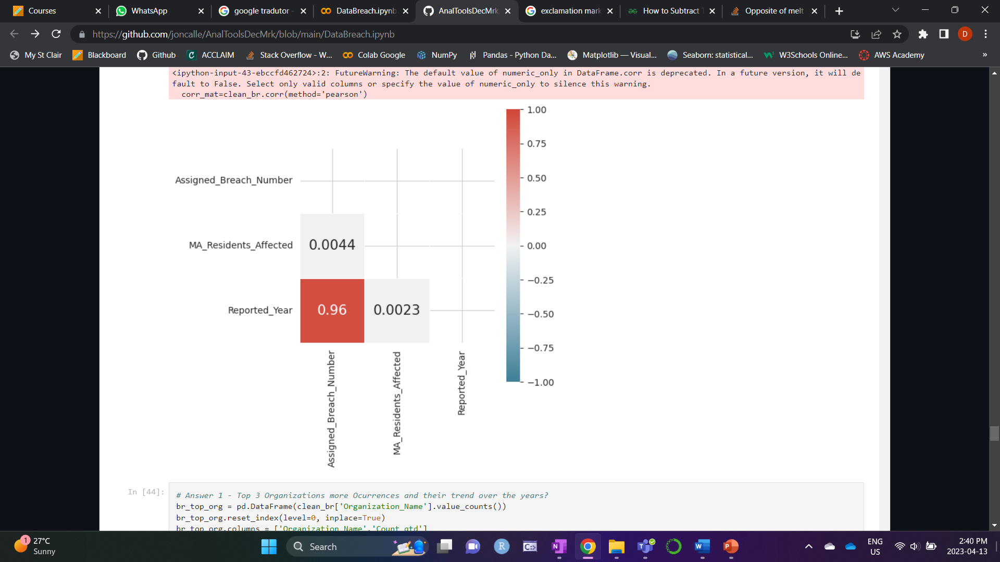 Courses
WhatsApp
google tradutor -
DataBreach.ipynb
AnalToolsDecMrk
exclamation mark
How to Subtract T
Opposite of melt
https://github.com/joncalle/AnalToolsDecMrk/blob/main/DataBreach.ipynb
D
My St Clair
Blackboard
Github
ACCLAIM
Stack Overflow - W...
Colab Google
NumPy
Pandas - Python Da...
Matplotlib — Visual...
Seaborn: statistical...
W3Schools Online...
AWS Academy
»
<ipython-input-43-ebccfd462724>:2: FutureWarning: The default value of numeric_only in DataFrame.corr is deprecated. In a future version, it will de
fault to False. Select only valid columns or specify the value of numeric_only to silence this warning.
corr_mat=clean_br.corr(method='pearson')
1.00
0.75
0.50
0.25
0.00
−0.25
−0.50
−0.75
−1.00
Assigned_Breach_Number
MA_Residents_Affected
0.0044
Reported_Year
0.96
0.0023
Assigned_Breach_Number
MA_Residents_Affected
Reported_Year
In [44]:
# Answer 1 - Top 3 Organizations more Ocurrences and their trend over the years?
br_top_org = pd.DataFrame(clean_br['Organization_Name'].value_counts())
br_top_org.reset_index(level=0, inplace=True)
br_top_org.columns = ['Organization_Name','Count_qtd']
1
27°C
Sunny
Search
ENG
US
2:40 PM
2023-04-13